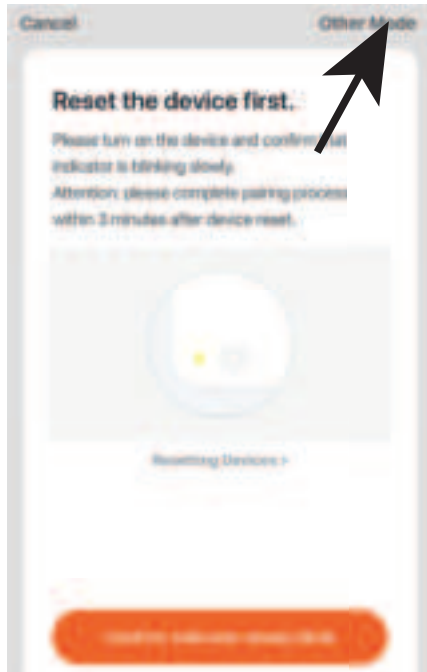 Cancel
Other Mode
Reset the device first.
Please turn on the device and confirm that
indicator is blinking slowly.
Attention: please complete pairing process
within 3 minutes after device reset.
Resetting Devices >